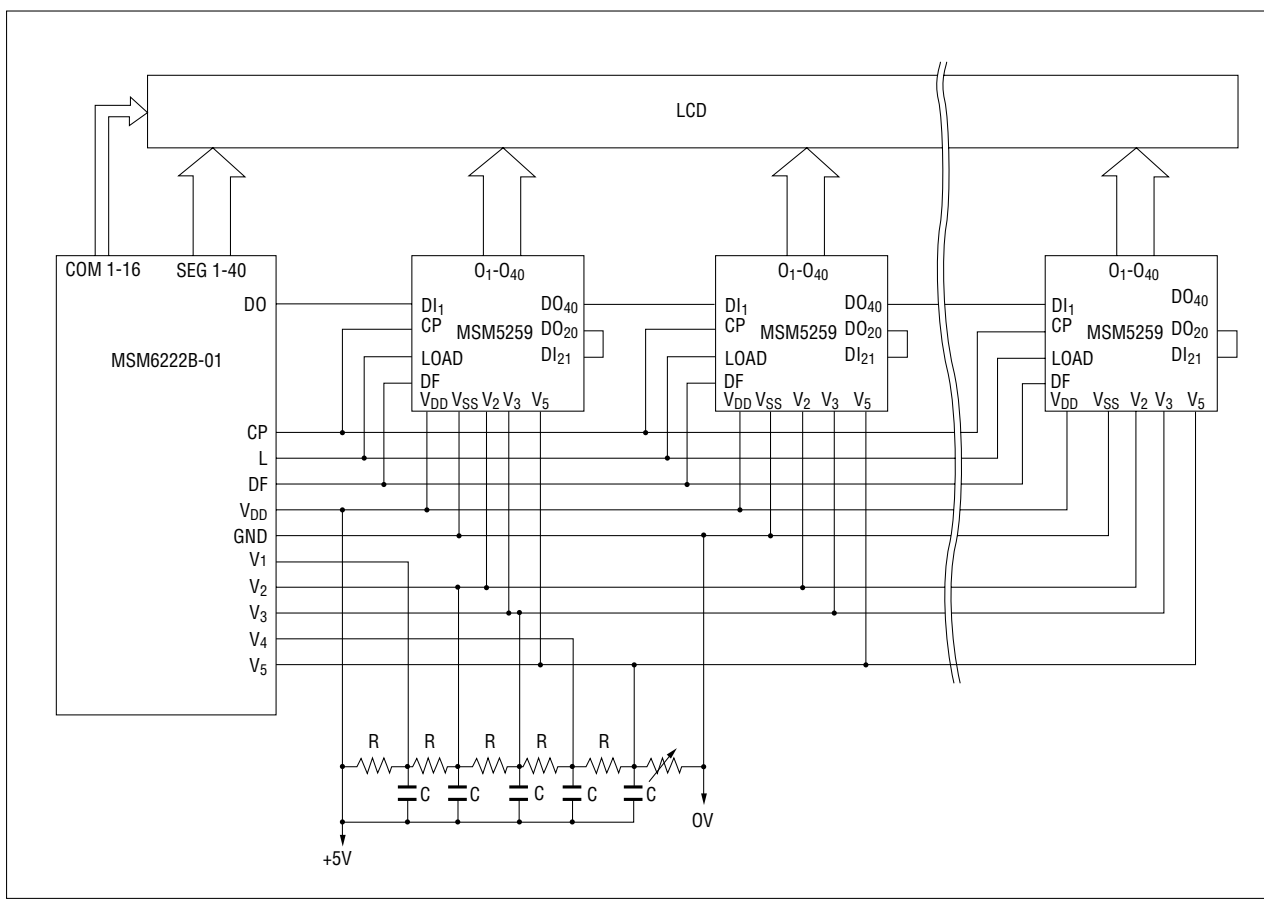 LCD
COM 1-16 SEG 1-40
DO
MSM6222B-01
CP
L
DF
VDD
GND
V1
V2
V3
V4
V5
O1-O40
DI1 DO40
CP
MSM5259 DO20
LOAD DI21
DF
VDD VSS V2 V3 V5
O1-O40
DI1 DO40
CP
MSM5259 DO20
LOAD DI21
DF
VDD VSS V2 V3 V5
O1-O40
DI1 DO40
CP
MSM5259 DO20
LOAD DI21
DF
VDD VSS V2 V3 V5
R R R R R
C C C C C
+5V
0V